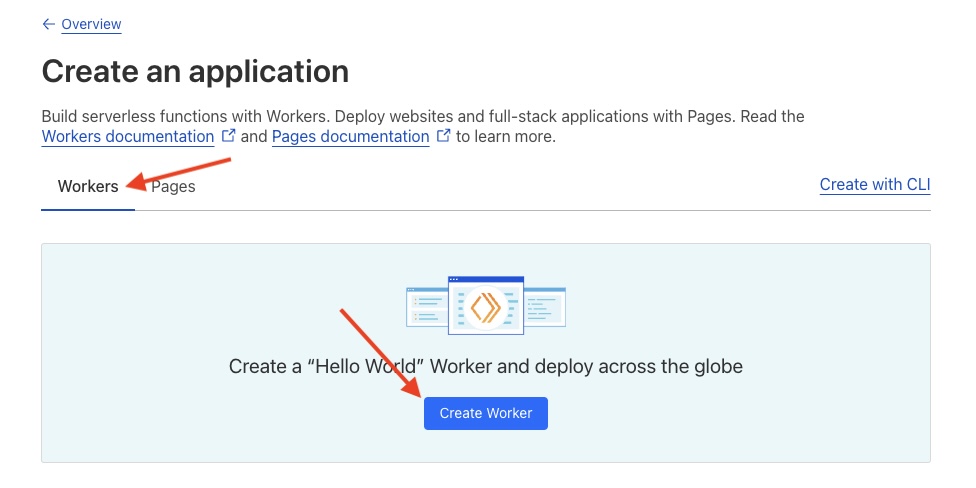 Overview
Create an application
Build serverless functions with Workers. Deploy websites and full-stack applications with Pages. Read the
Workers documentation and Pages documentation to learn more.
Workers Pages Create with CLI
Create a “Hello World” Worker and deploy across the globe
Create Worker